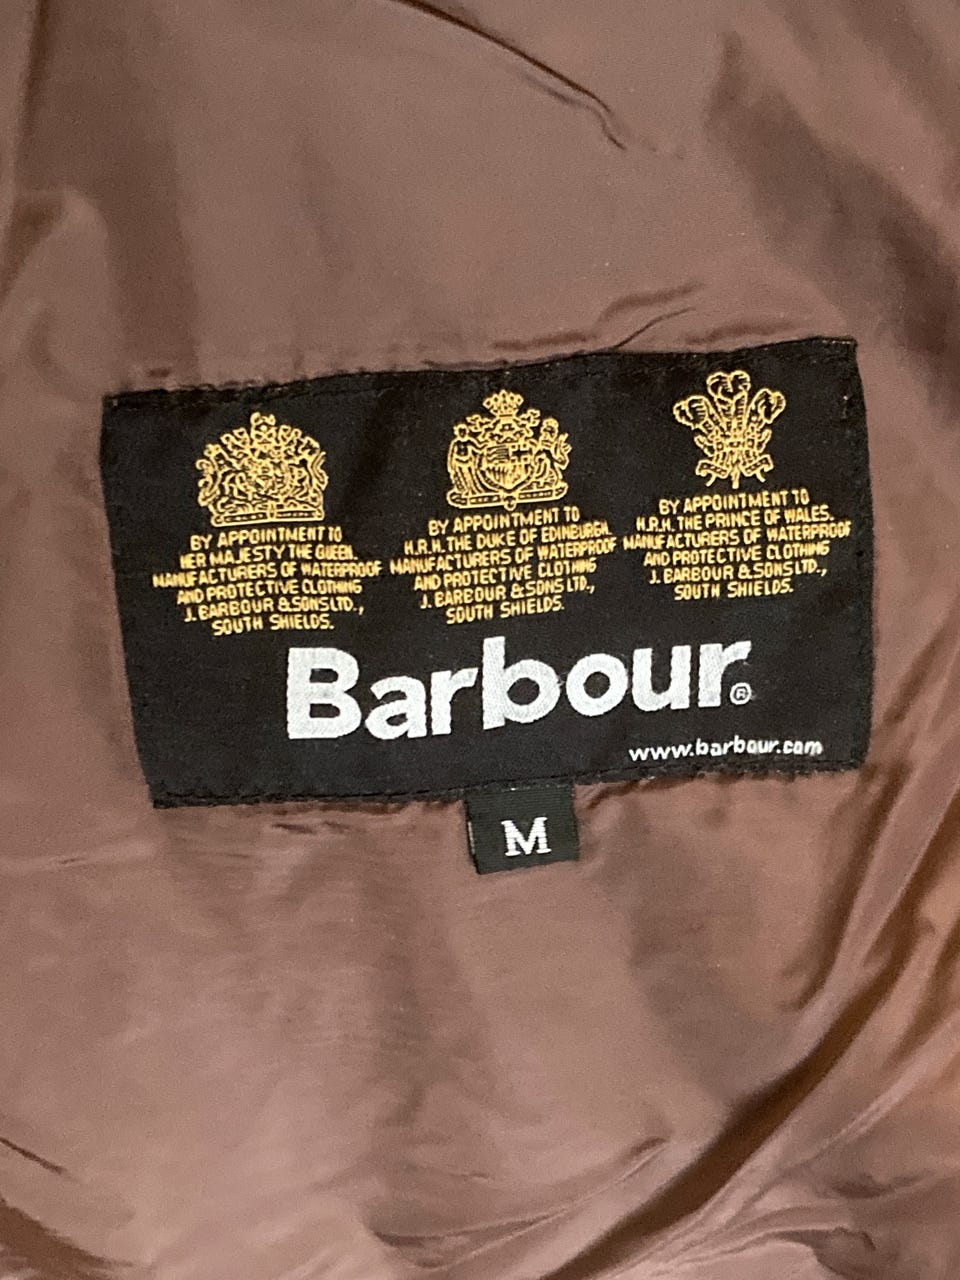 BY APPOINTMENT TO
HER MAJESTY THE QUEEN.
MANUFACTURERS OF WATERPROOF
AND PROTECTIVE CLOTHING
J. BARBOUR & SONS LTD.,
SOUTH SHIELDS.
BY APPOINTMENT TO
H.R.H. THE DUKE OF EDINBURGH.
MANUFACTURERS OF WATERPROOF
AND PROTECTIVE CLOTHING
J. BARBOUR & SONS LTD.,
SOUTH SHIELDS.
BY APPOINTMENT TO
H.R.H. THE PRINCE OF WALES.
MANUFACTURERS OF WATERPROOF
AND PROTECTIVE CLOTHING
J. BARBOUR & SONS LTD.,
SOUTH SHIELDS.
Barbour®
www.barbour.com
M